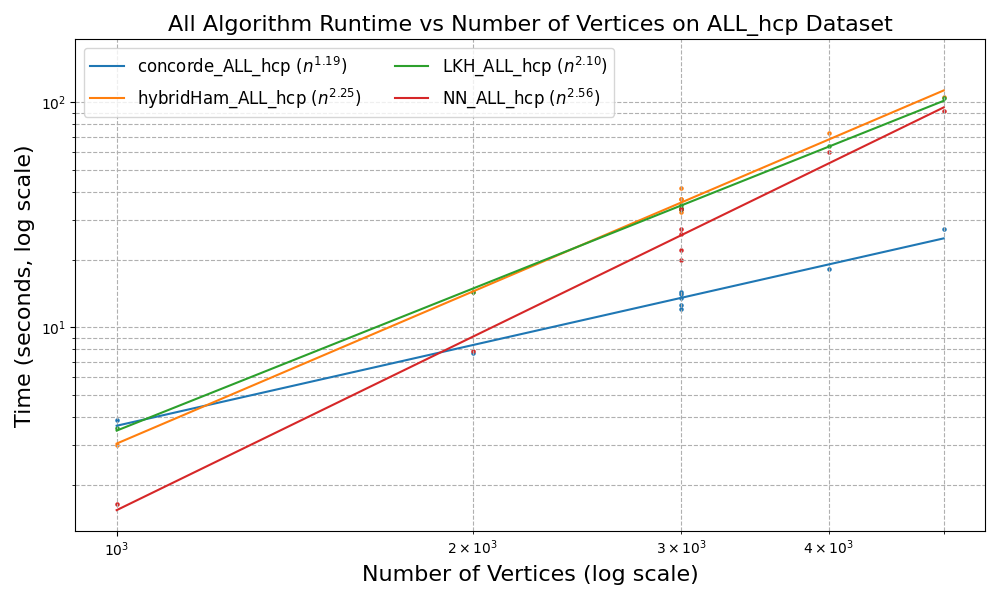 All Algorithm Runtime vs Number of Vertices on ALL_hcp Dataset
concorde_ALL_hcp (n^1.19)
hybridHam_ALL_hcp (n^2.25)
LKH_ALL_hcp (n^2.10)
NN_ALL_hcp (n^2.56)
Time (seconds, log scale)
10^2
10^1
10^3
2 × 10^3
3 × 10^3
4 × 10^3
Number of Vertices (log scale)